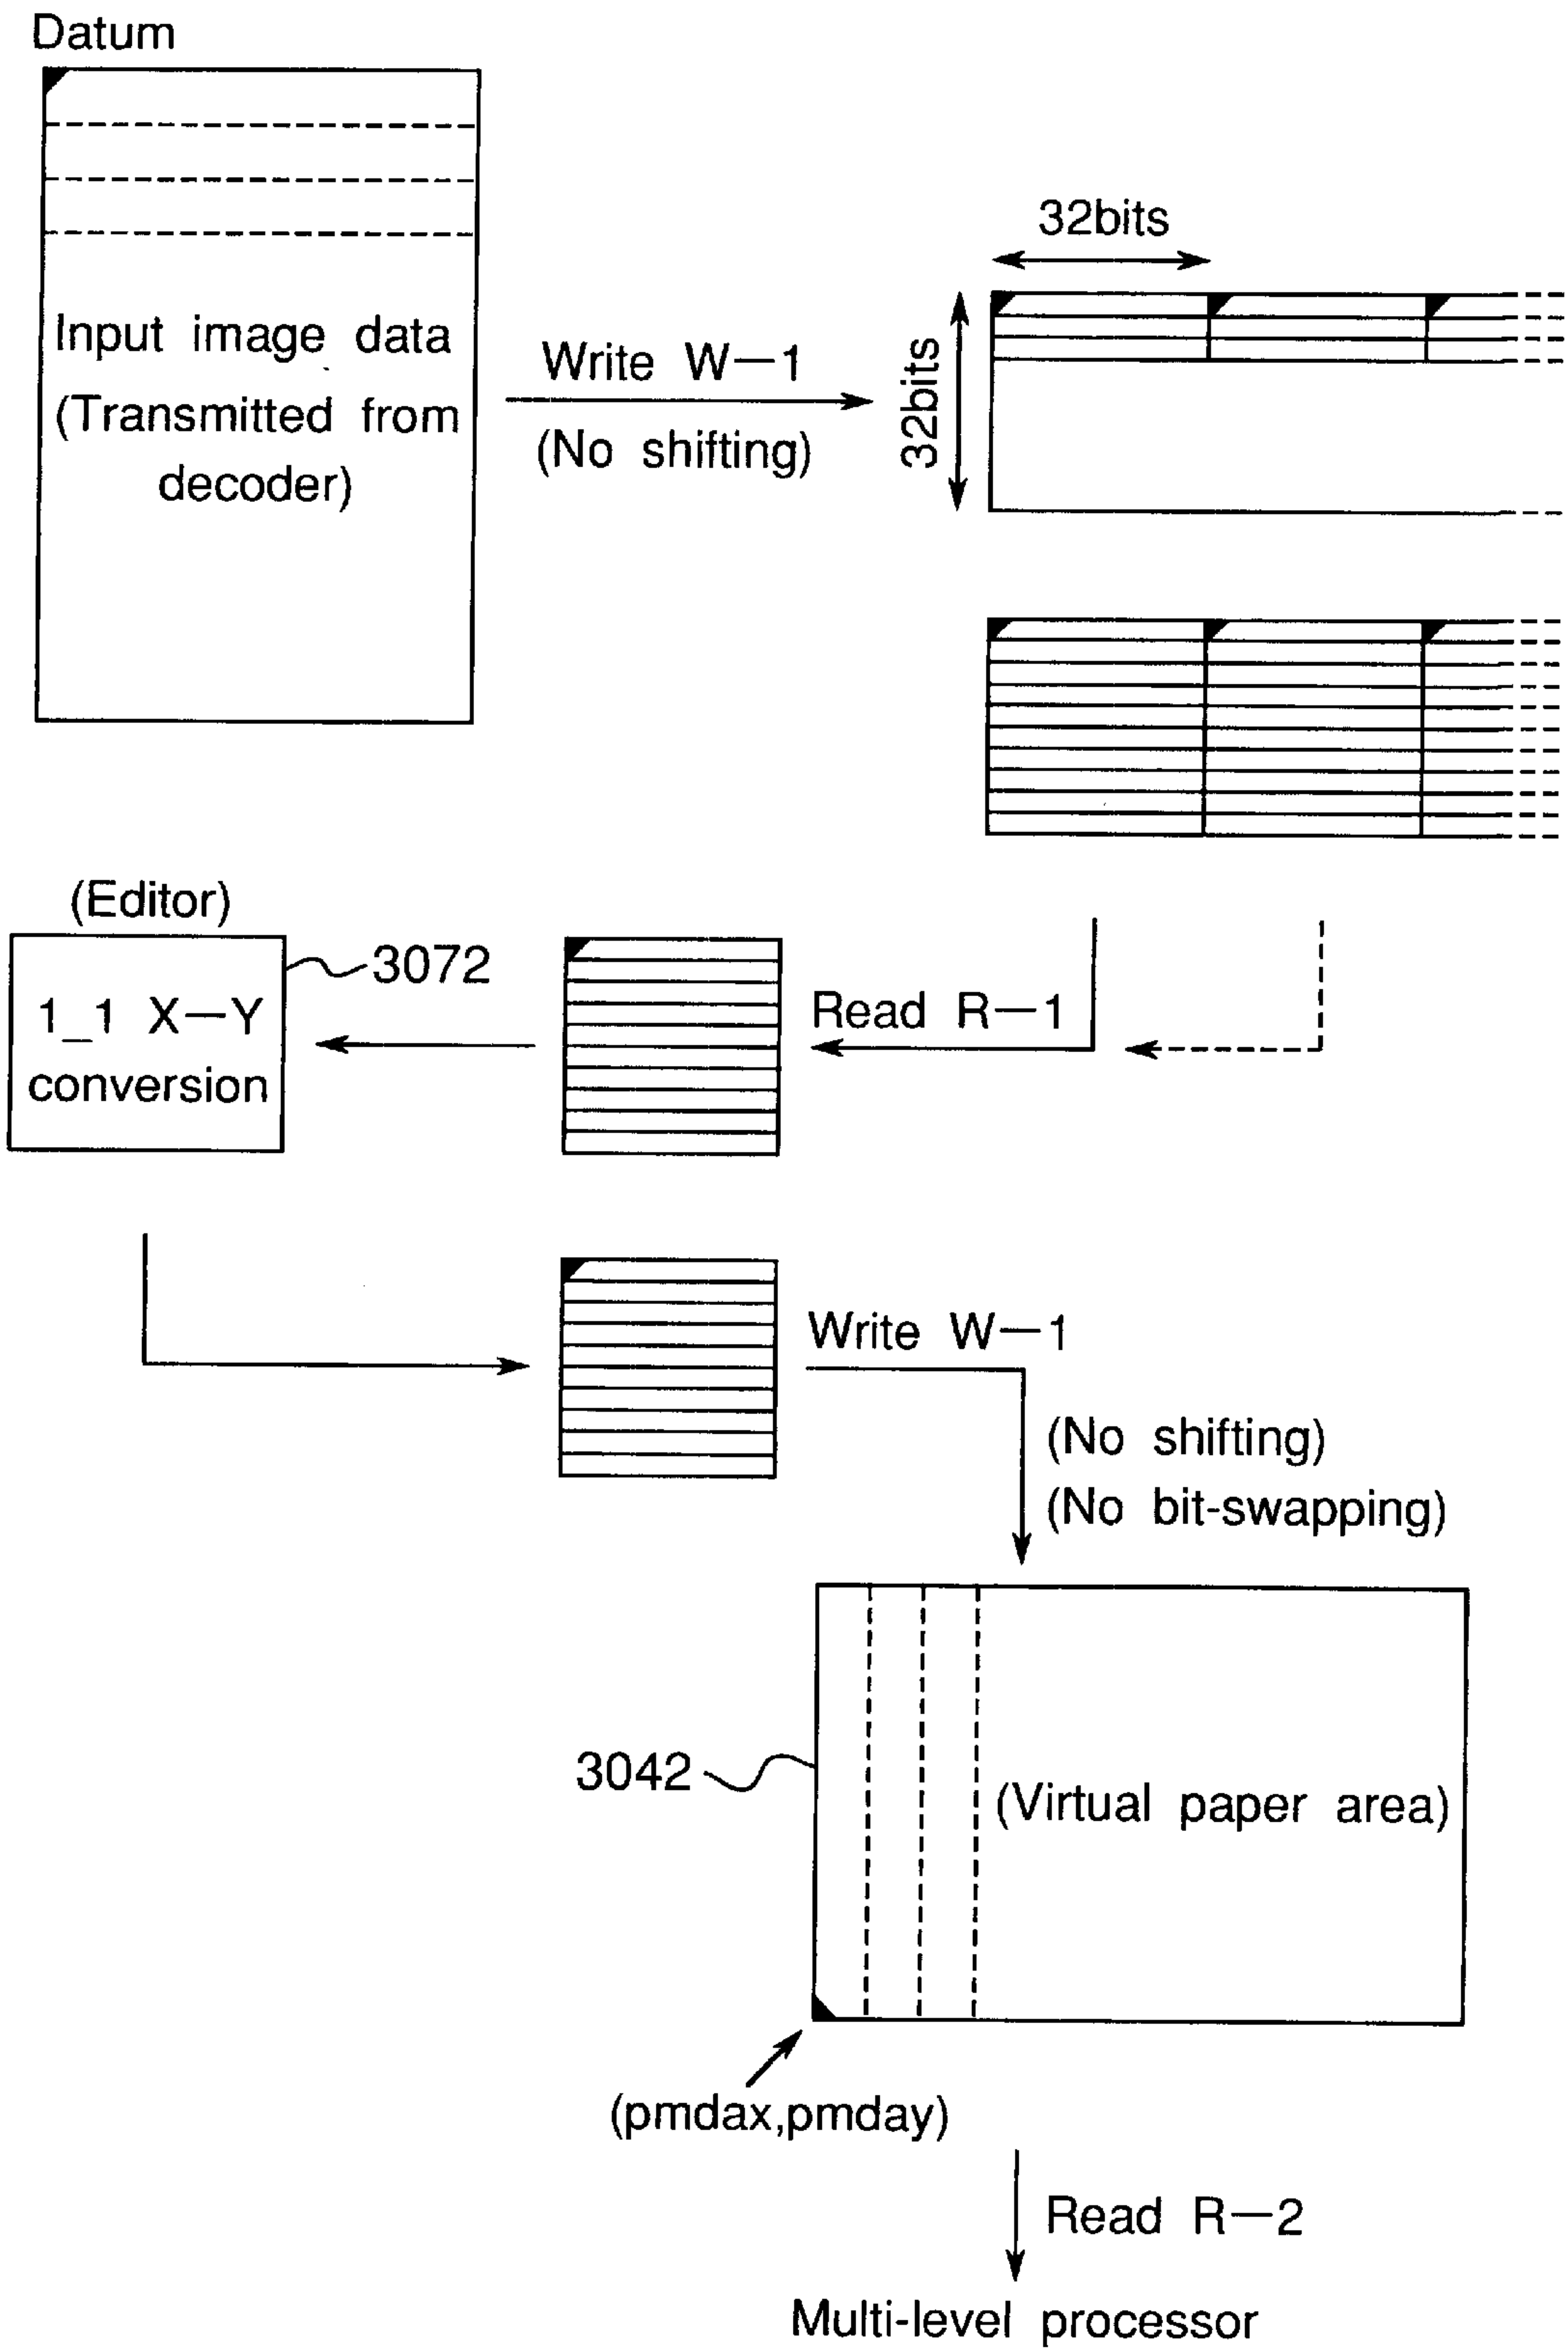 Datum
Input image data
(Transmitted from
decoder)
Write W—1
(No shifting)
32bits
32bits
(Editor)
3072
1_1 X—Y
conversion
Read R—1
Write W—1
(No shifting)
(No bit-swapping)
3042
(Virtual paper area)
(pmdax,pmday)
Read R—2
Multi-level processor